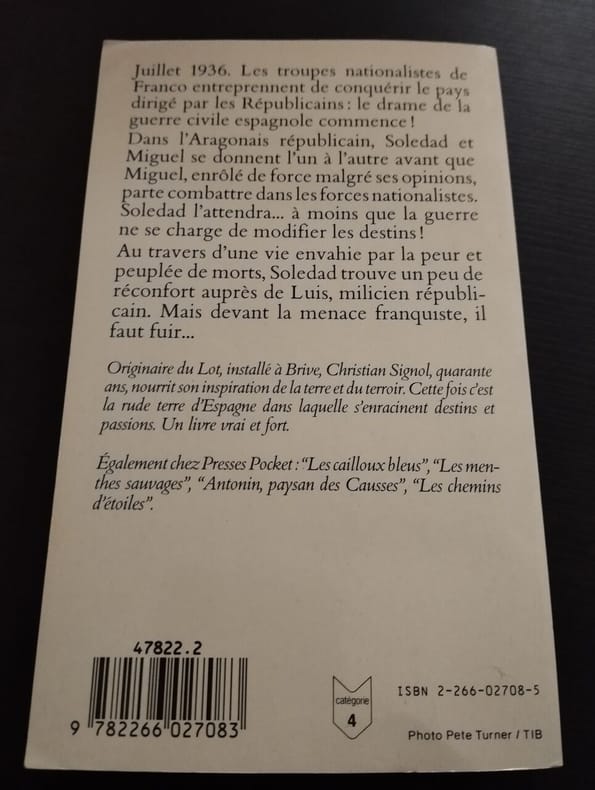 Juillet 1936. Les troupes nationalistes de
Franco entreprennent de conquérir le pays
dirigé par les Républicains : le drame de la
guerre civile espagnole commence !
Dans l'Aragonais républicain, Soledad et
Miguel se donnent l'un à l'autre avant que
Miguel, enrôlé de force malgré ses opinions,
parte combattre dans les forces nationalistes.
Soledad l'attendra... à moins que la guerre
ne se charge de modifier les destins !
Au travers d'une vie envahie par la peur et
peuplée de morts, Soledad trouve un peu de
réconfort auprès de Luis, milicien républi-
cain. Mais devant la menace franquiste, il
faut fuir...
Originaire du Lot, installé à Brive, Christian Signol, quarante
ans, nourrit son inspiration de la terre et du terroir. Cette fois c'est
la rude terre d'Espagne dans laquelle s'enracinent destins et
passions. Un livre vrai et fort.
Également chez Presses Pocket : "Les cailloux bleus", "Les men-
thes sauvages", "Antonin, paysan des Causses", "Les chemins
d'étoiles".
47822.2
9 782266 027083
catégorie
4
ISBN 2-266-02708-5
Photo Pete Turner / TIB